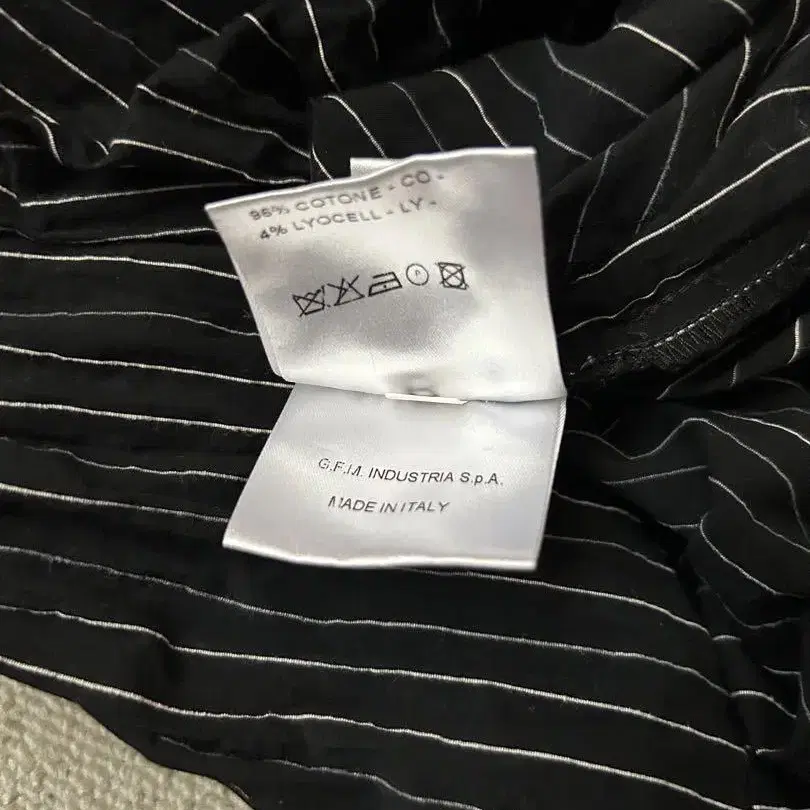 96% COTONE - CO -
4% LYOCELL - LY -
P
G.F.M. INDUSTRIA S.p.A.
MADE IN ITALY